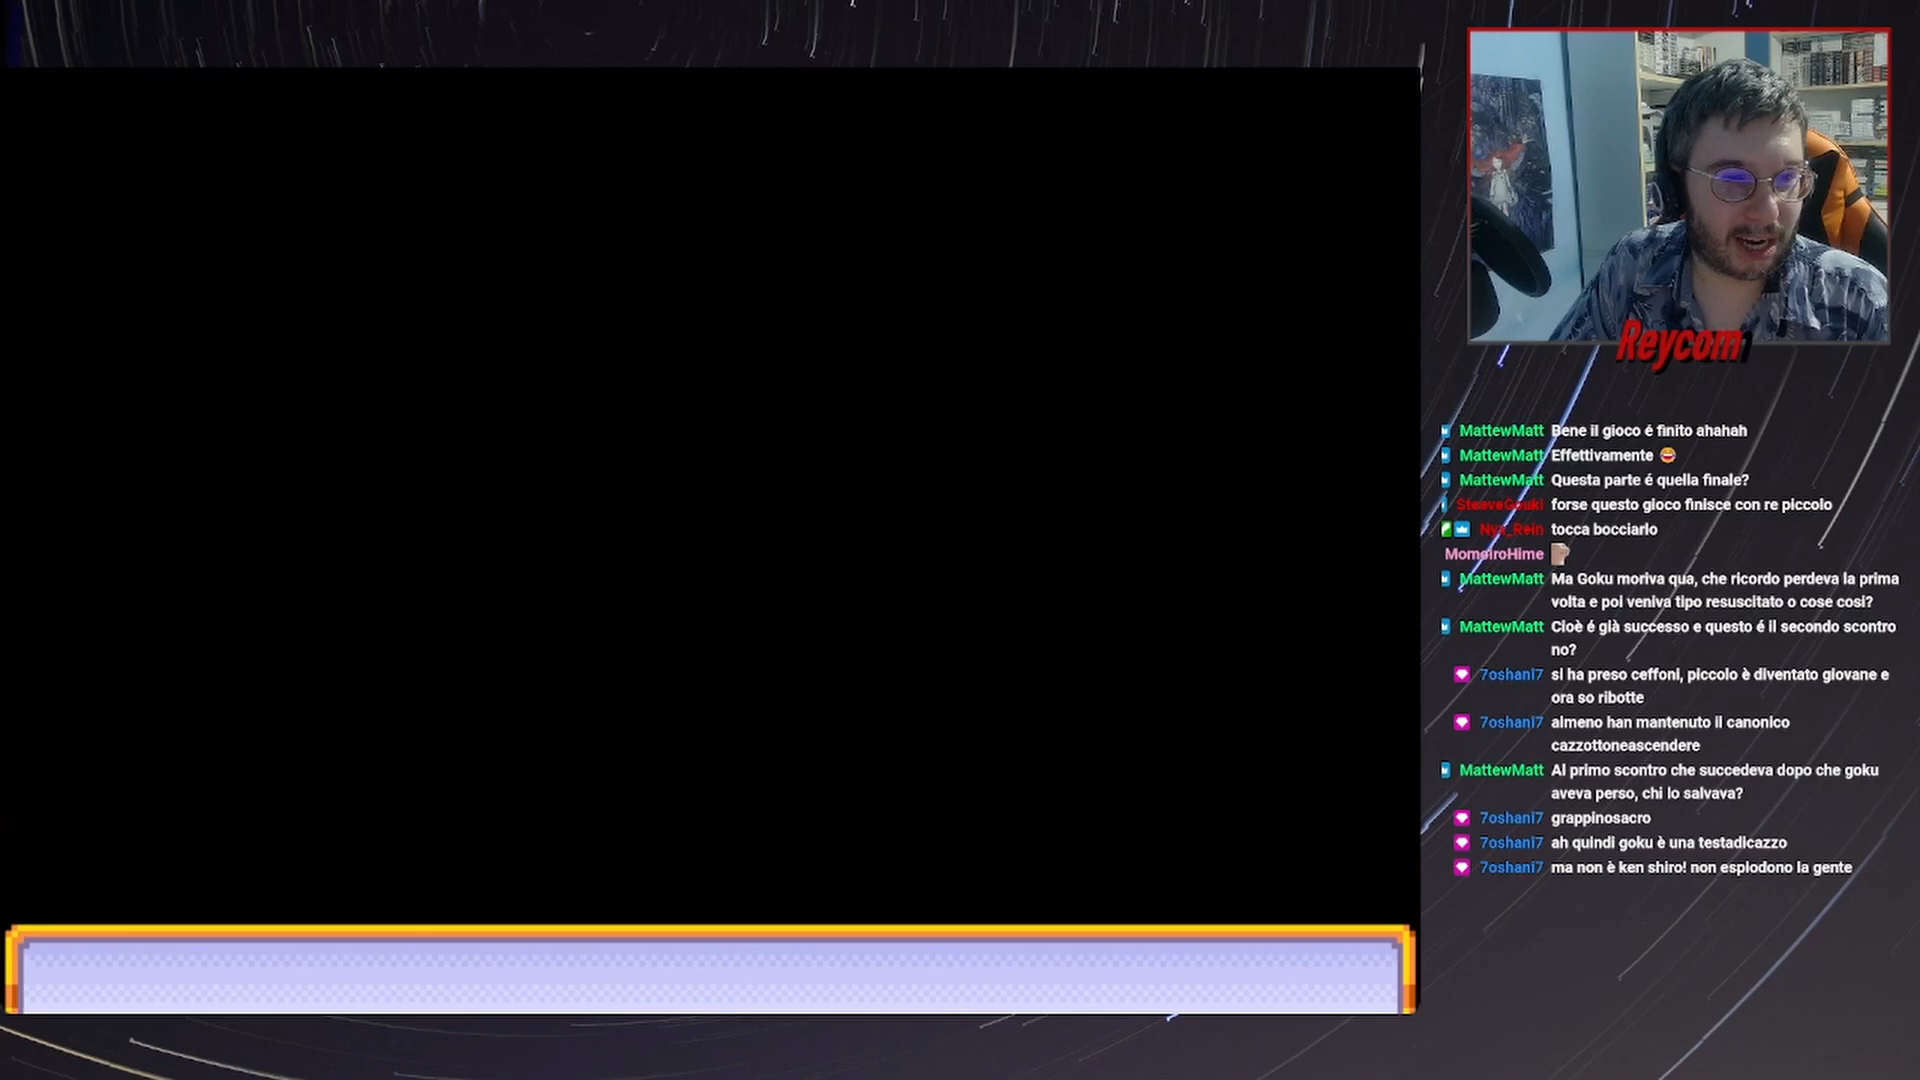 Reycom
MattewMatt Bene il gioco é finito ahahah
MattewMatt Effettivamente
MattewMatt Questa parte é quella finale?
SteeveGouki forse questo gioco finisce con re piccolo
Nyx_Rein tocca bocciarlo
MomoiroHime
MattewMatt Ma Goku moriva qua, che ricordo perdeva la prima
volta e poi veniva tipo resuscitato o cose cosi?
MattewMatt Cioè é già successo e questo é il secondo scontro
no?
7oshani7 si ha preso ceffoni, piccolo è diventato giovane e
ora so ribotte
7oshani7 almeno han mantenuto il canonico
cazzottoneascendere
MattewMatt Al primo scontro che succedeva dopo che goku
aveva perso, chi lo salvava?
7oshani7 grappinosacro
7oshani7 ah quindi goku è una testadicazzo
7oshani7 ma non è ken shiro! non esplodono la gente